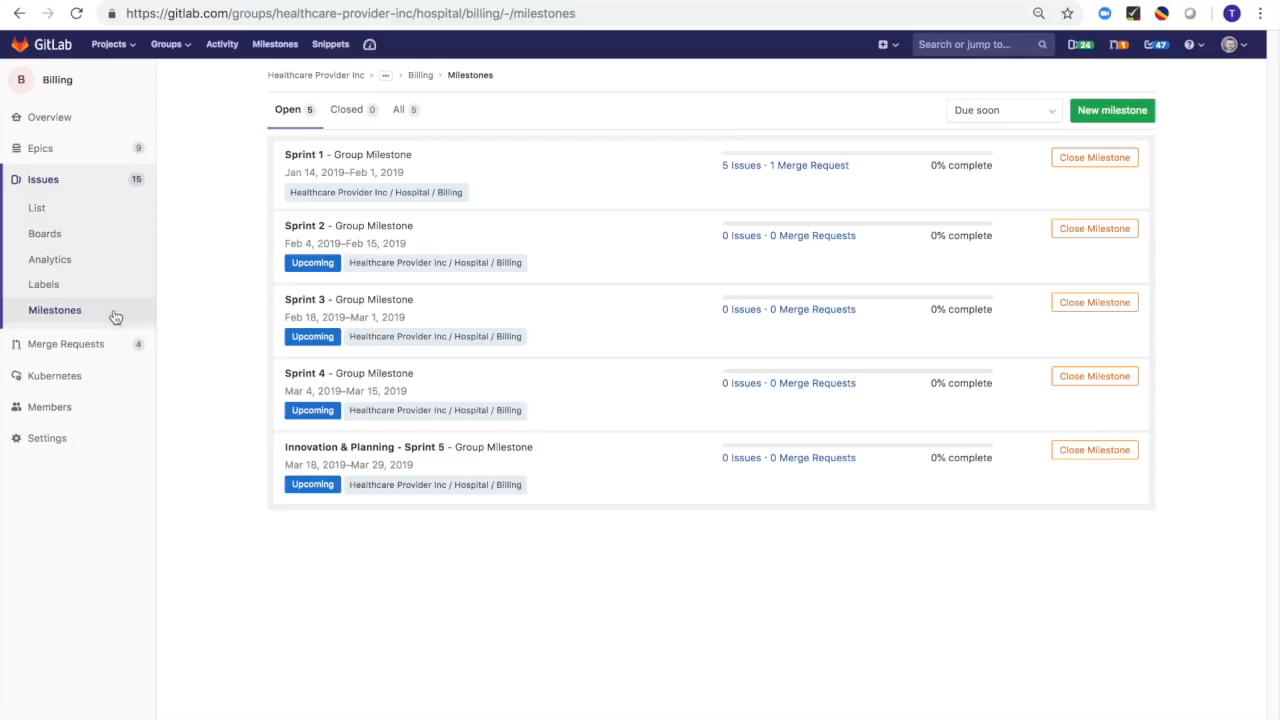 https://gitlab.com/groups/healthcare-provider-inc/hospital/billing/-/milestones
T
GitLab Projects Groups Activity Milestones Snippets
Search or jump to... 24 1 47
B Billing
Healthcare Provider Inc > ... > Billing > Milestones
Overview
Epics 9
Issues 15
List
Boards
Analytics
Labels
Milestones
Merge Requests 4
Kubernetes
Members
Settings
Open 5 Closed 0 All 5
Due soon
New milestone
Sprint 1 - Group Milestone
Jan 14, 2019–Feb 1, 2019
Healthcare Provider Inc / Hospital / Billing
5 Issues · 1 Merge Request 0% complete
Close Milestone
Sprint 2 - Group Milestone
Feb 4, 2019–Feb 15, 2019
Upcoming Healthcare Provider Inc / Hospital / Billing
0 Issues · 0 Merge Requests 0% complete
Close Milestone
Sprint 3 - Group Milestone
Feb 18, 2019–Mar 1, 2019
Upcoming Healthcare Provider Inc / Hospital / Billing
0 Issues · 0 Merge Requests 0% complete
Close Milestone
Sprint 4 - Group Milestone
Mar 4, 2019–Mar 15, 2019
Upcoming Healthcare Provider Inc / Hospital / Billing
0 Issues · 0 Merge Requests 0% complete
Close Milestone
Innovation & Planning - Sprint 5 - Group Milestone
Mar 18, 2019–Mar 29, 2019
Upcoming Healthcare Provider Inc / Hospital / Billing
0 Issues · 0 Merge Requests 0% complete
Close Milestone